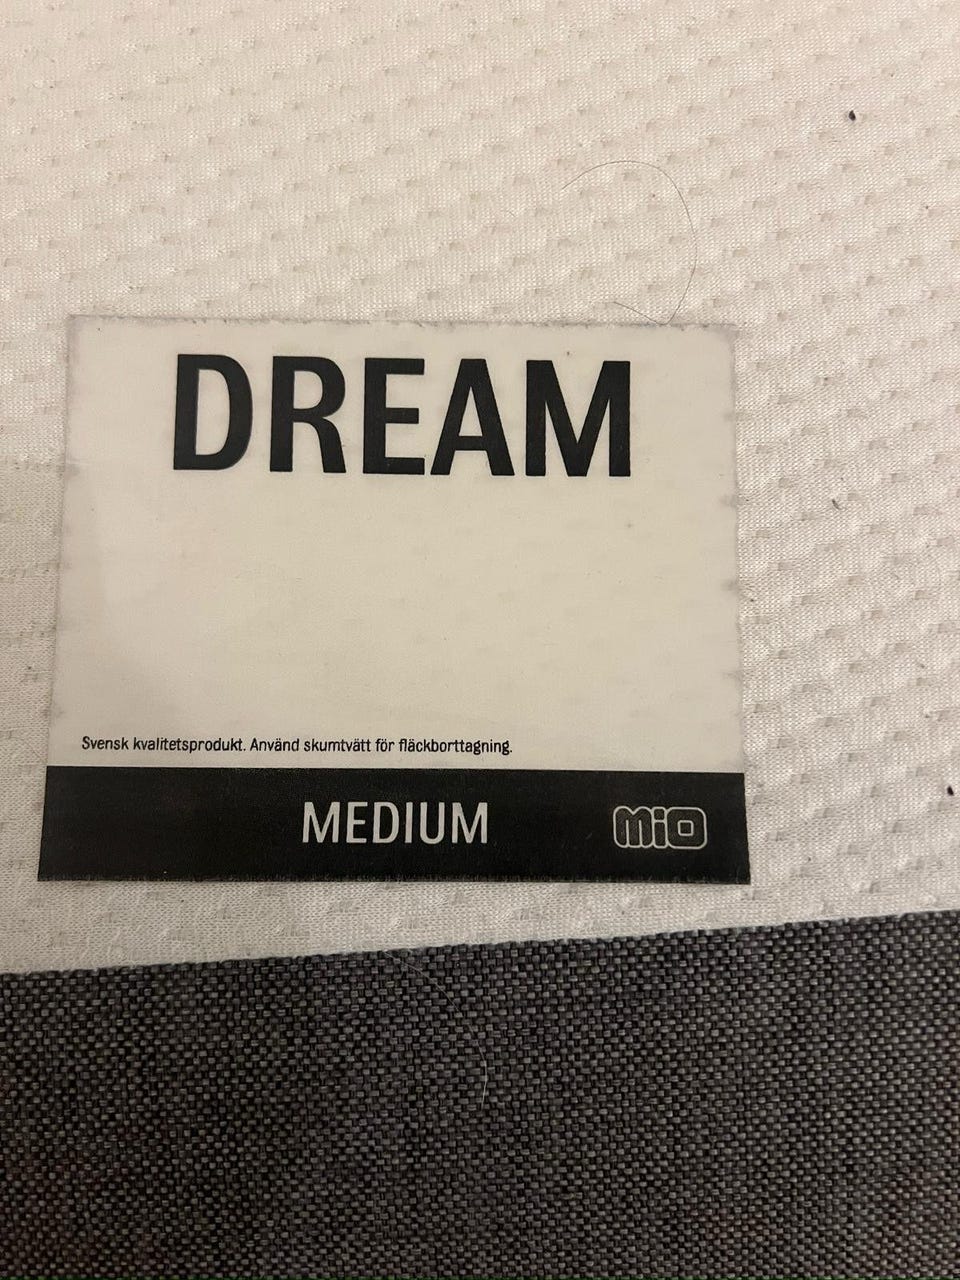 DREAM
Svensk kvalitetsprodukt. Använd skumtvätt för fläckborttagning.
MEDIUM
MiO